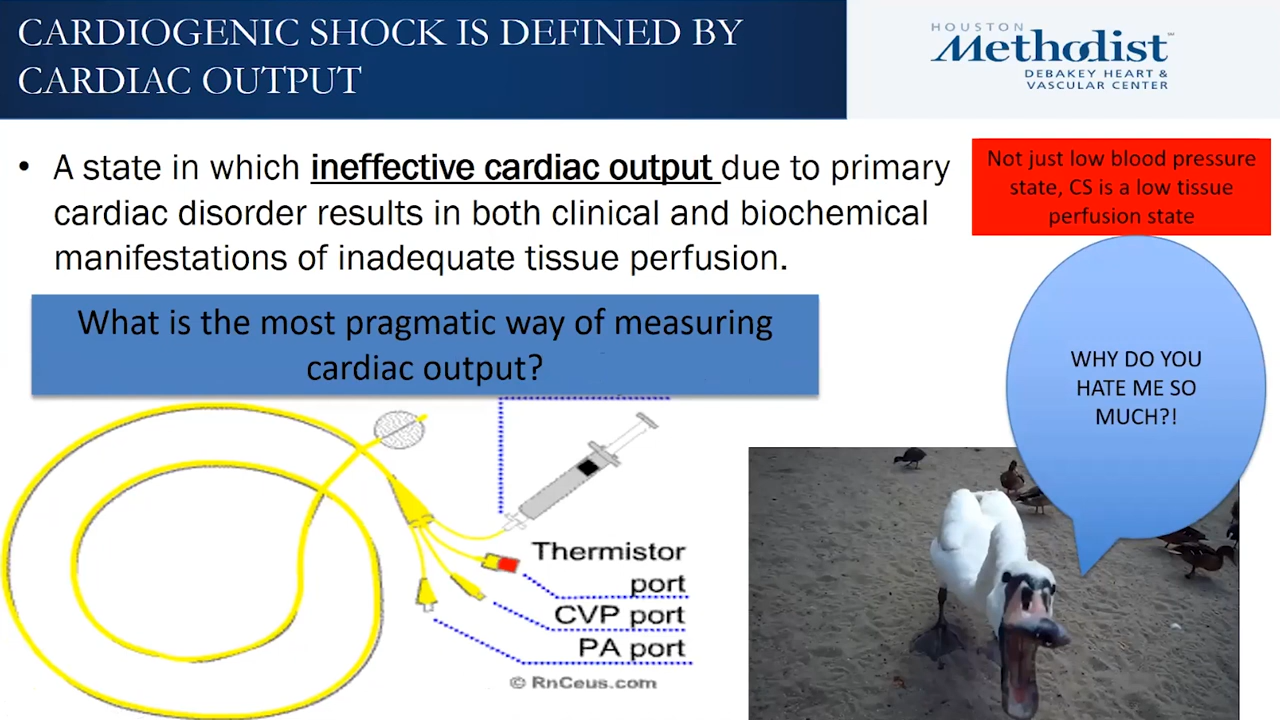 CARDIOGENIC SHOCK IS DEFINED BY
CARDIAC OUTPUT
HOUSTON
Methodist
DEBAKEY HEART &
VASCULAR CENTER
• A state in which ineffective cardiac output due to primary
cardiac disorder results in both clinical and biochemical
manifestations of inadequate tissue perfusion.
Not just low blood pressure
state, CS is a low tissue
perfusion state
What is the most pragmatic way of measuring
cardiac output?
WHY DO YOU
HATE ME SO
MUCH?!
Thermistor
port
CVP port
PA port
© RnCeus.com